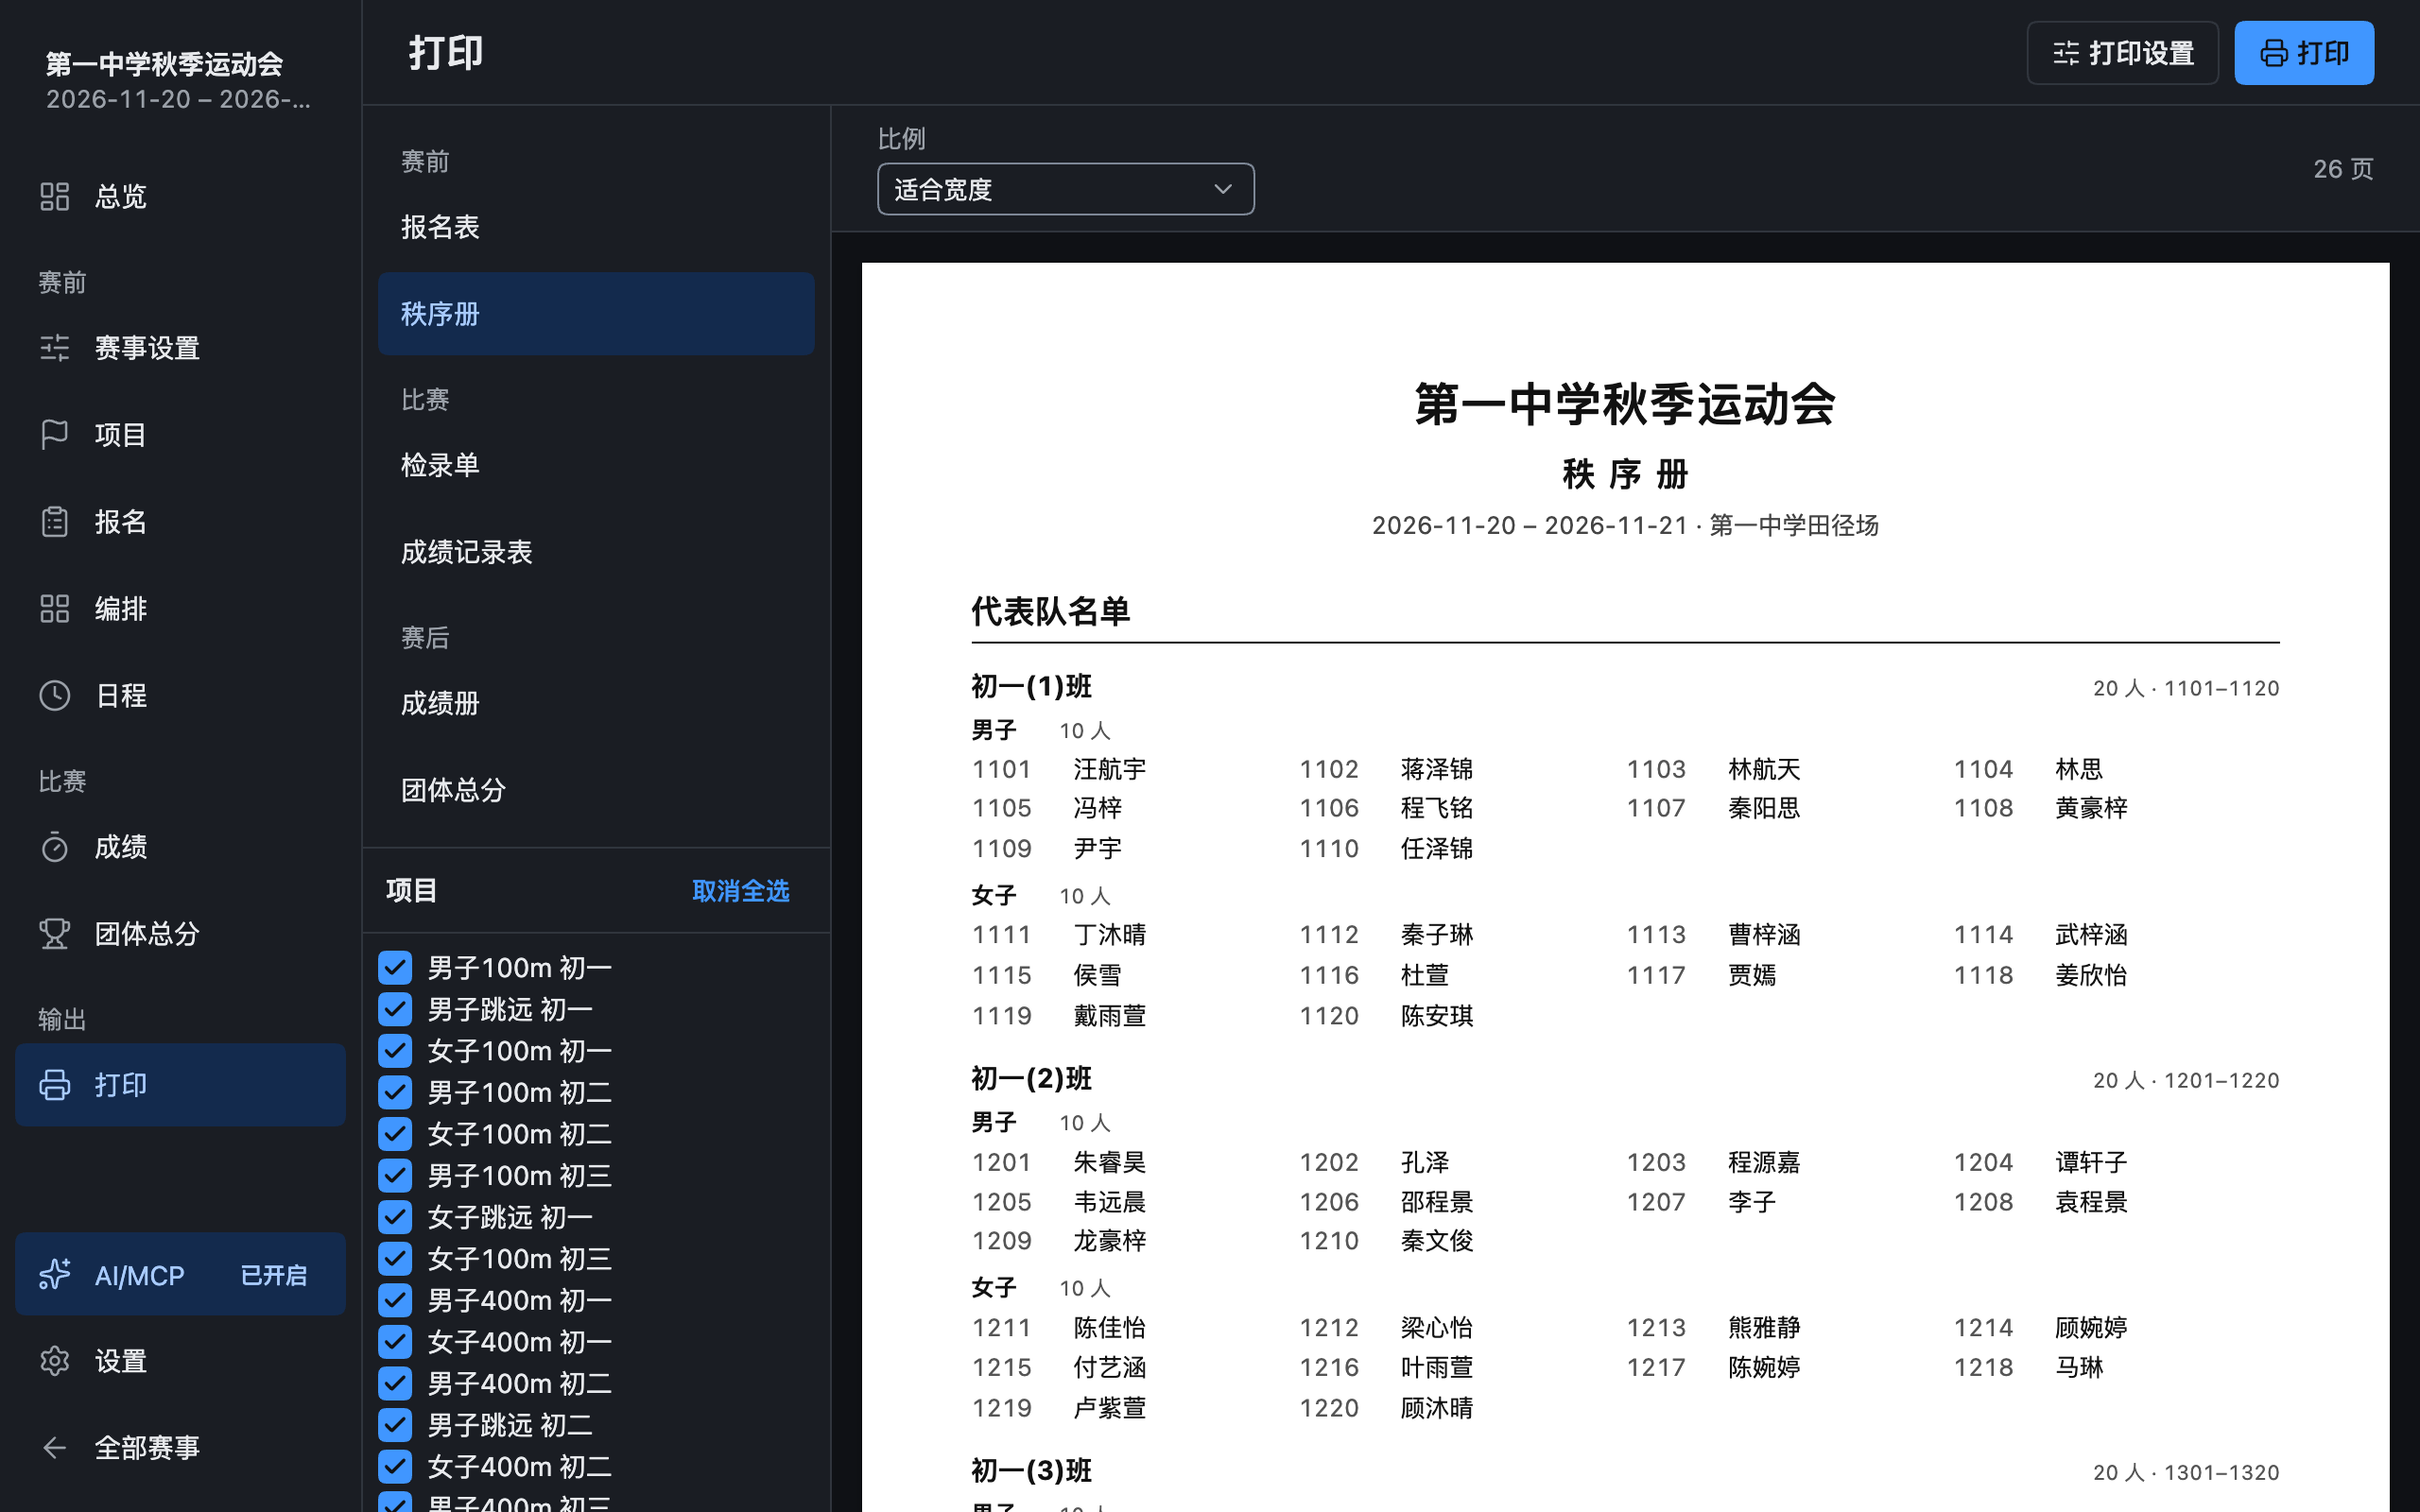 第一中学秋季运动会
2026-11-20 – 2026-...
总览
赛前
赛事设置
项目
报名
编排
日程
比赛
成绩
团体总分
输出
打印
AI/MCP 已开启
设置
全部赛事
打印
打印设置
打印
赛前
报名表
秩序册
比赛
检录单
成绩记录表
赛后
成绩册
团体总分
项目 取消全选
男子100m 初一
男子跳远 初一
女子100m 初一
男子100m 初二
女子100m 初二
男子100m 初三
女子跳远 初一
女子100m 初三
男子400m 初一
女子400m 初一
男子400m 初二
男子跳远 初二
女子400m 初二
男子400m 初三
比例
适合宽度
26 页
第一中学秋季运动会
秩序册
2026-11-20 – 2026-11-21 · 第一中学田径场
代表队名单
初一(1)班 20 人 · 1101–1120
男子 10 人
1101 汪航宇 1102 蒋泽锦 1103 林航天 1104 林思
1105 冯梓 1106 程飞铭 1107 秦阳思 1108 黄豪梓
1109 尹宇 1110 任泽锦
女子 10 人
1111 丁沐晴 1112 秦子琳 1113 曹梓涵 1114 武梓涵
1115 侯雪 1116 杜萱 1117 贾嫣 1118 姜欣怡
1119 戴雨萱 1120 陈安琪
初一(2)班 20 人 · 1201–1220
男子 10 人
1201 朱睿昊 1202 孔泽 1203 程源嘉 1204 谭轩子
1205 韦远晨 1206 邵程景 1207 李子 1208 袁程景
1209 龙豪梓 1210 秦文俊
女子 10 人
1211 陈佳怡 1212 梁心怡 1213 熊雅静 1214 顾婉婷
1215 付艺涵 1216 叶雨萱 1217 陈婉婷 1218 马琳
1219 卢紫萱 1220 顾沐晴
初一(3)班 20 人 · 1301–1320
男子 10 人